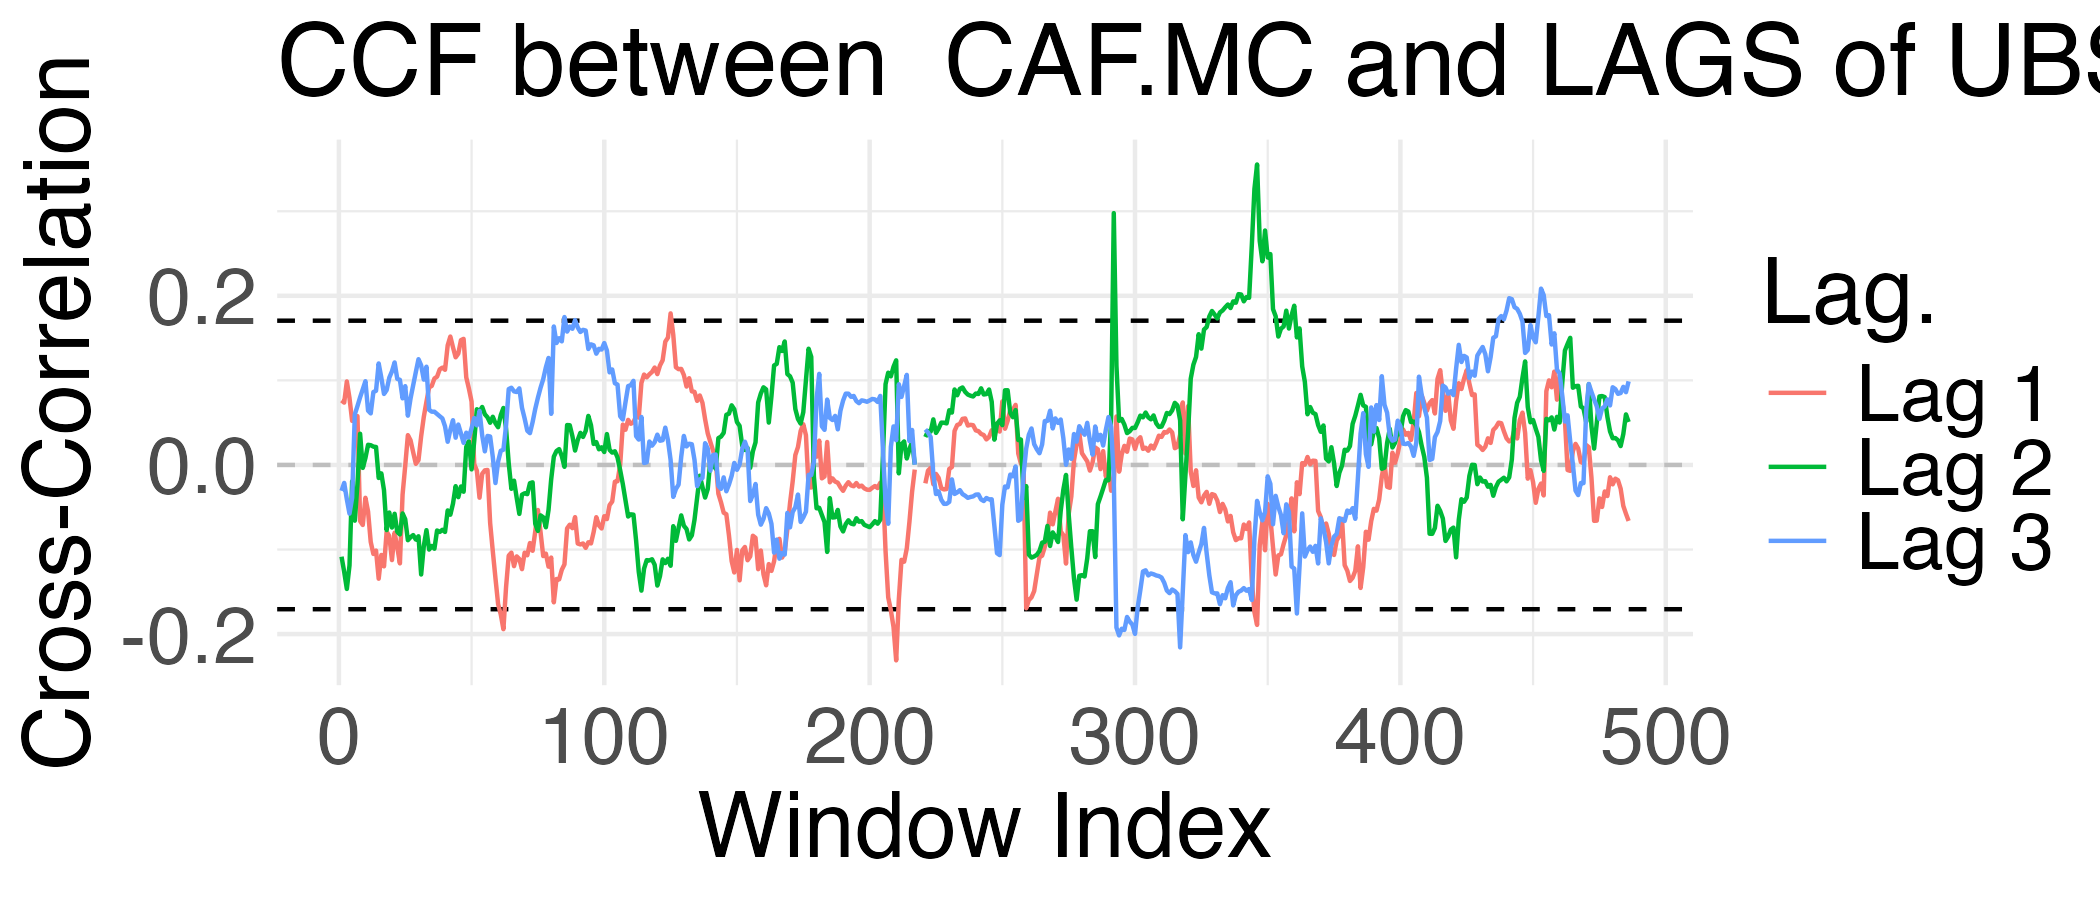 CCF between CAF.MC and LAGS of UBS
Cross-Correlation
0.2
0.0
-0.2
0
100
200
300
400
500
Window Index
Lag.
Lag 1
Lag 2
Lag 3